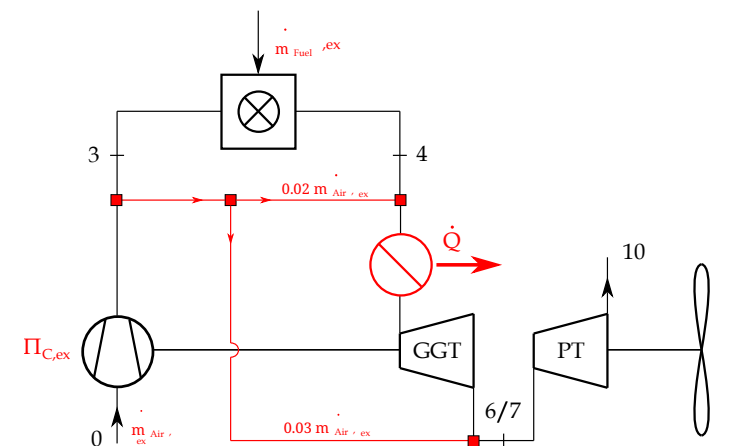 ṁ Fuel ,ex
3
4
0.02 ṁ Air, ex
Q̇
10
Π C,ex
GGT
PT
6/7
0.03 ṁ Air, ex
0
ṁ Air,
ex